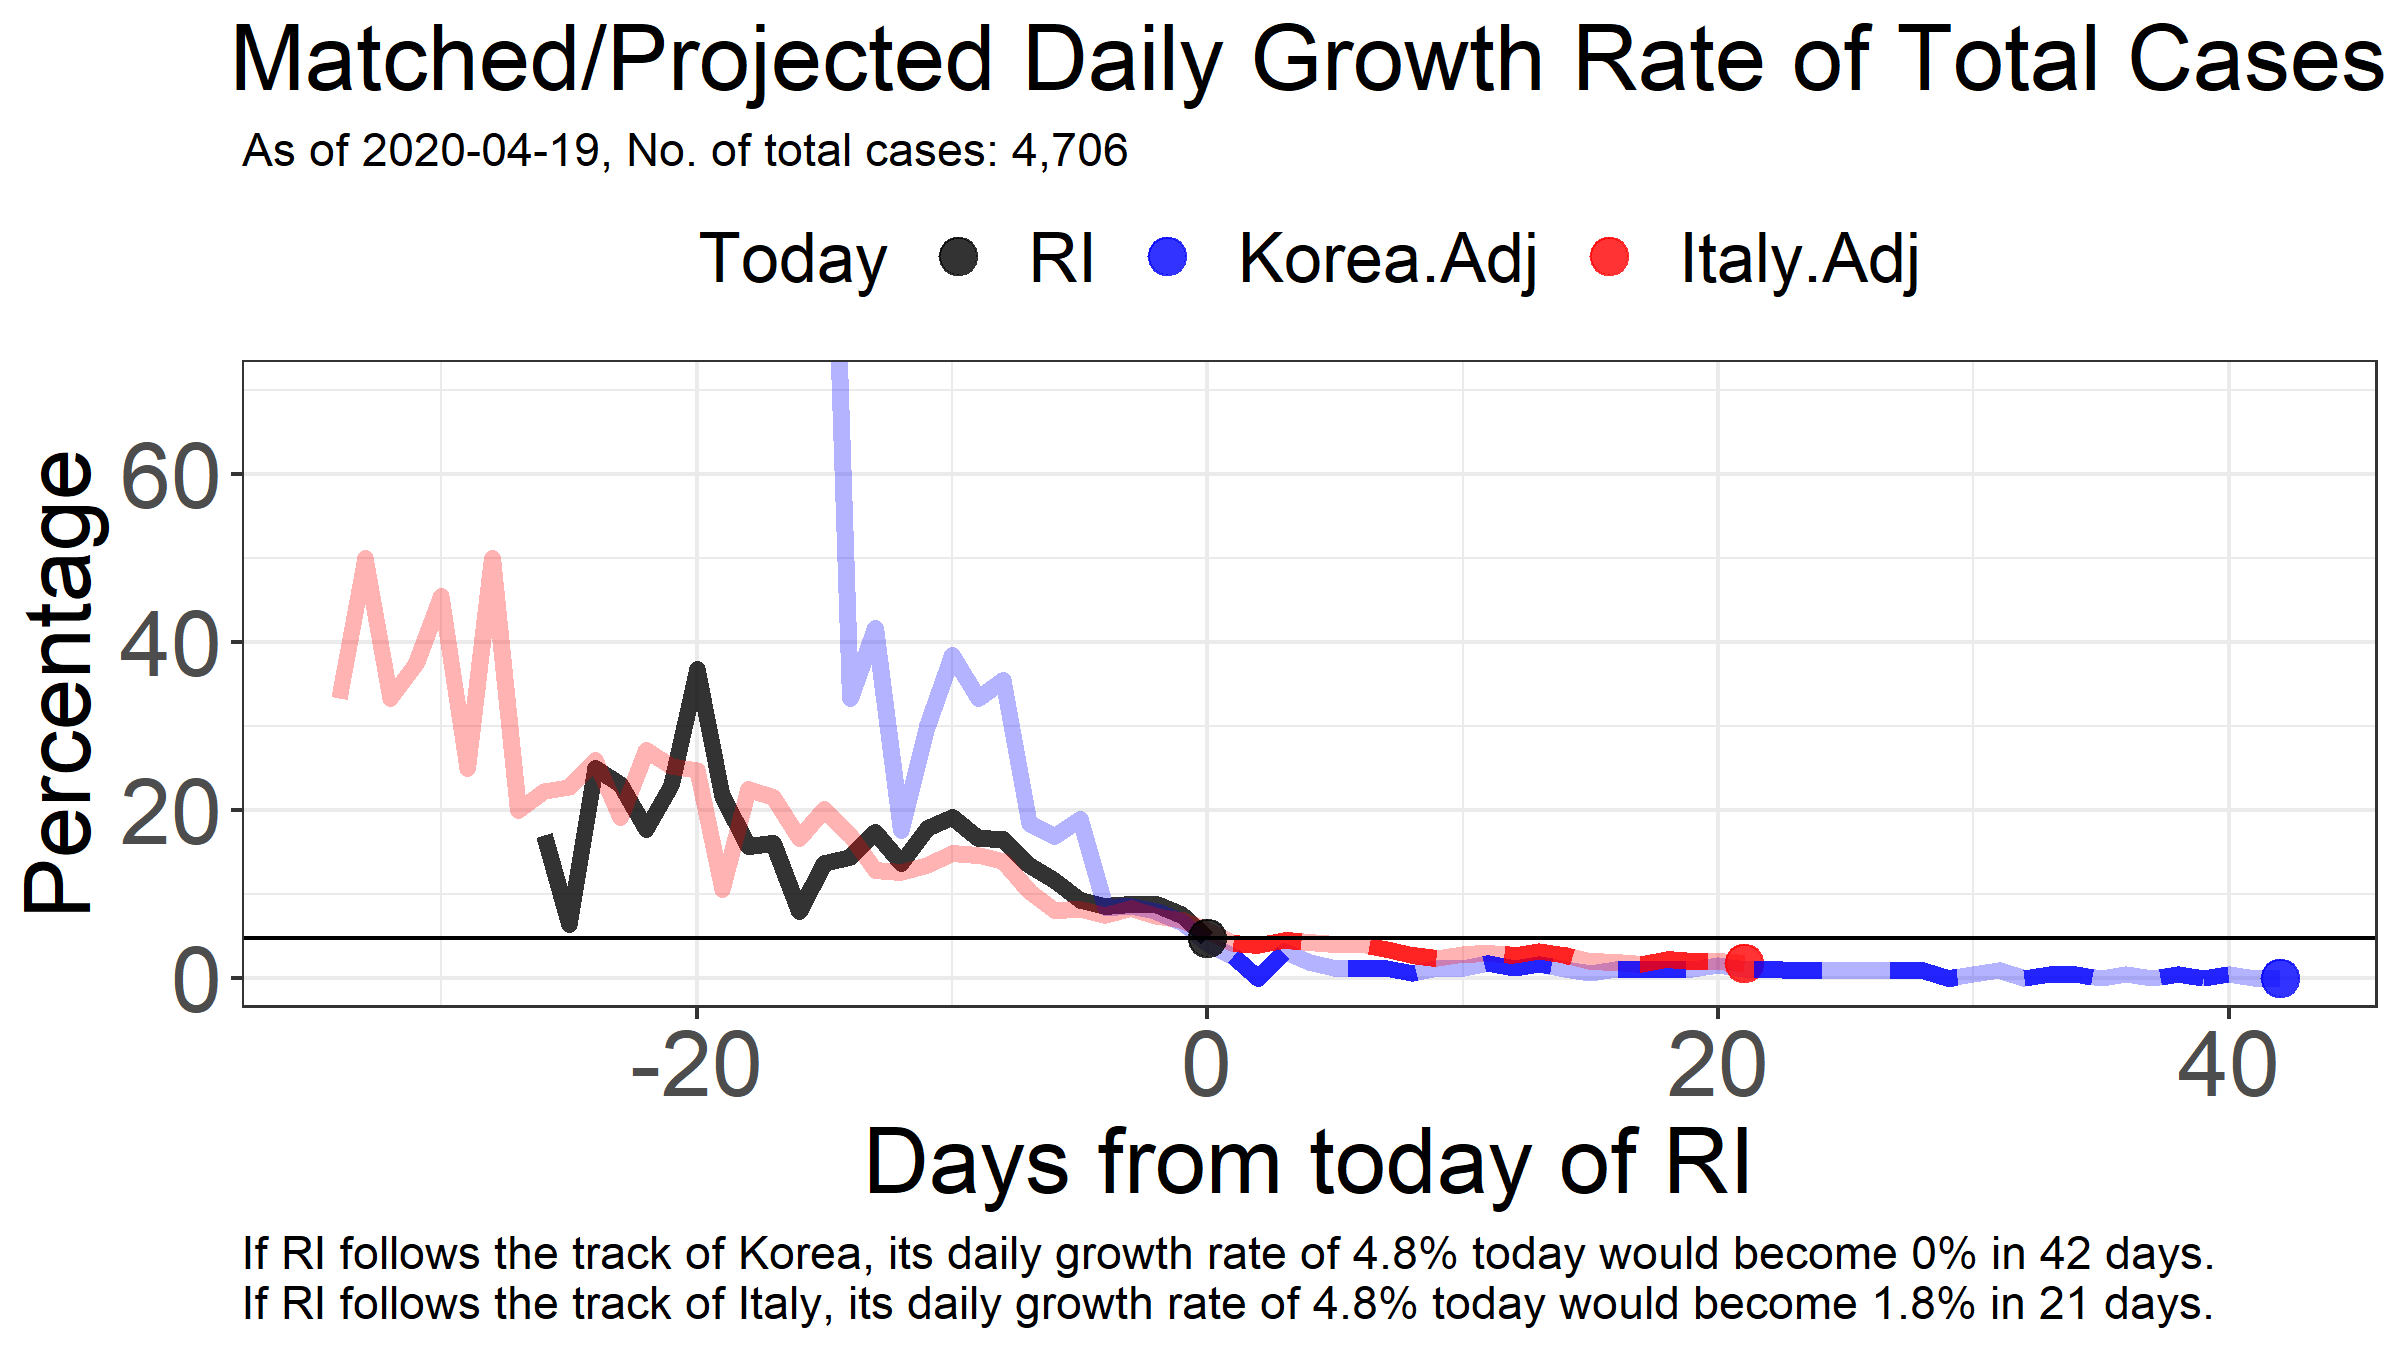 Matched/Projected Daily Growth Rate of Total Cases
As of 2020-04-19, No. of total cases: 4,706
Today RI Korea.Adj Italy.Adj
Percentage
60
40
20
0
-20 0 20 40
Days from today of RI
If RI follows the track of Korea, its daily growth rate of 4.8% today would become 0% in 42 days.
If RI follows the track of Italy, its daily growth rate of 4.8% today would become 1.8% in 21 days.